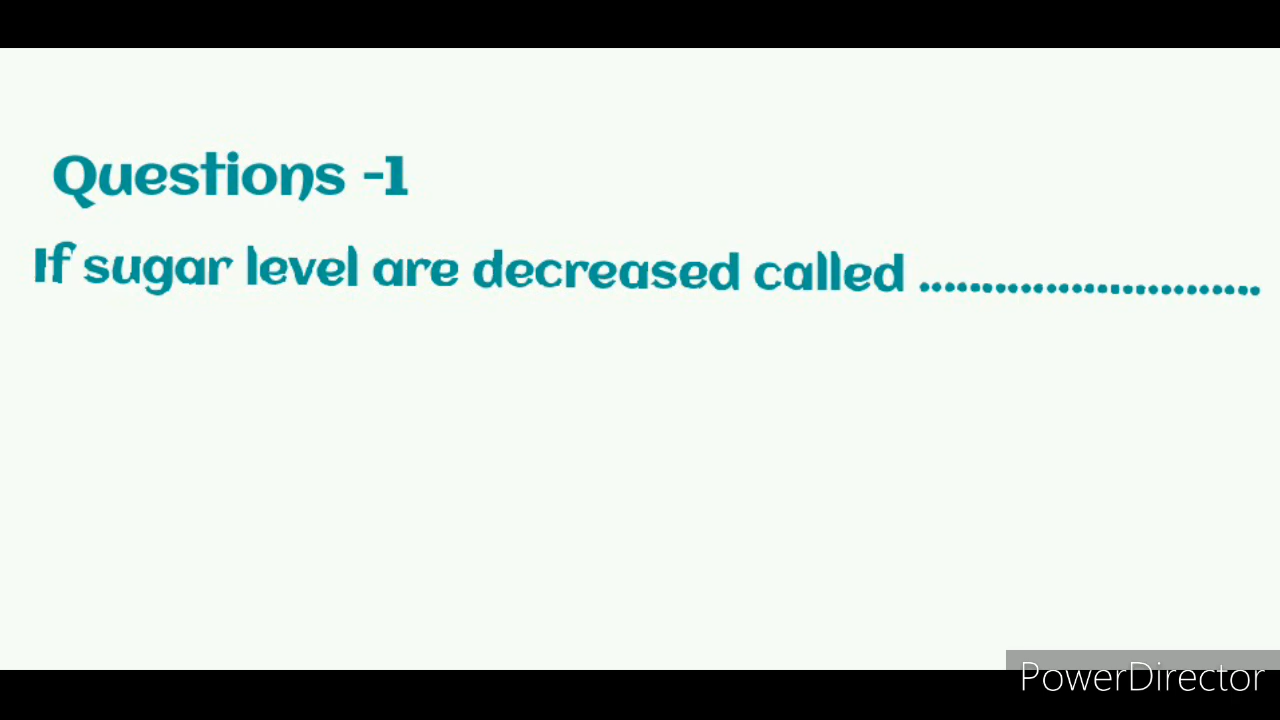 Questions -1
If sugar level are decreased called ...........................
PowerDirector